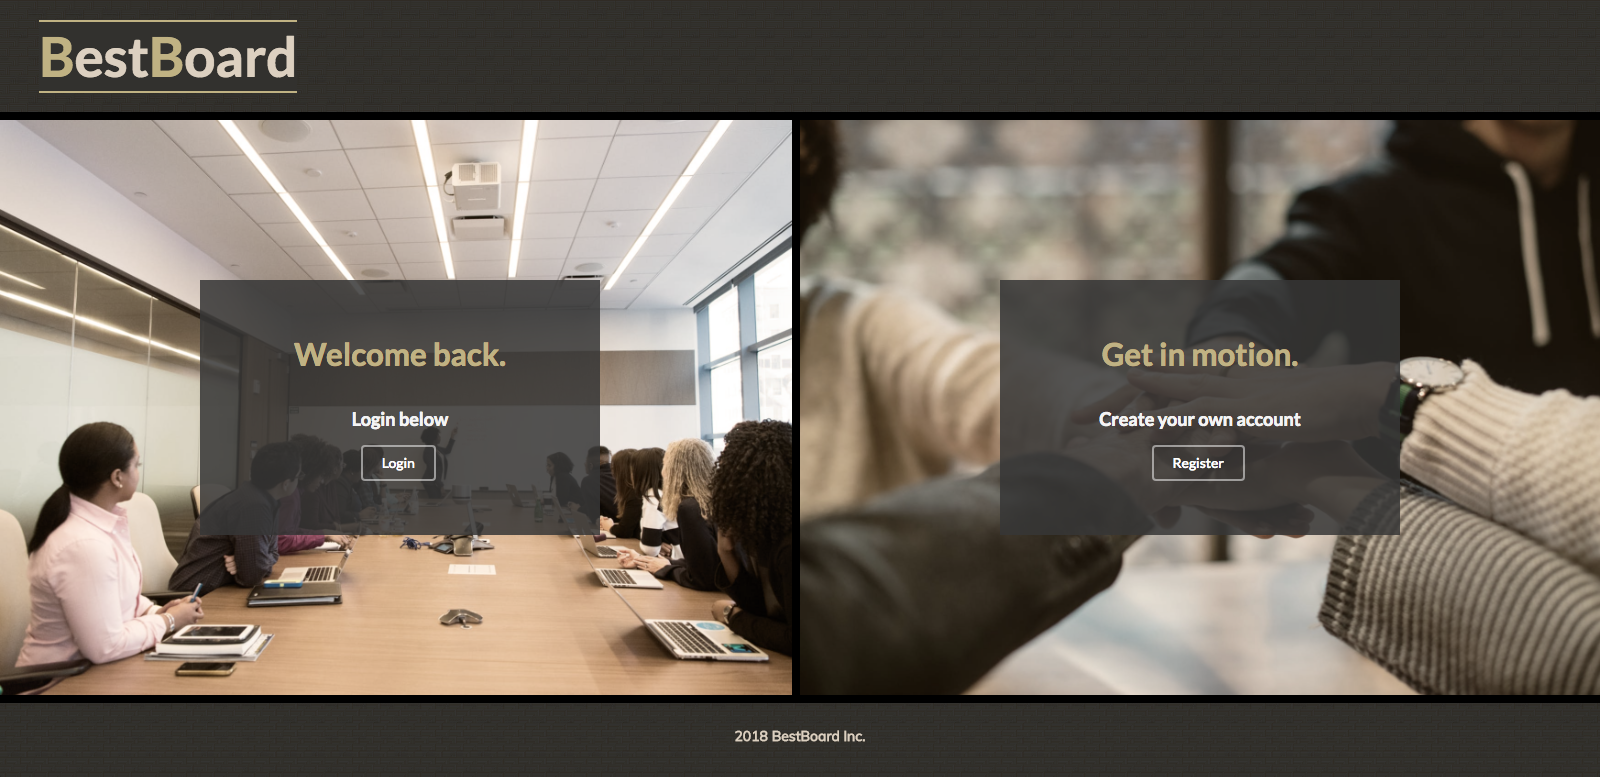 BestBoard
Welcome back.
Login below
Login
Get in motion.
Create your own account
Register
2018 BestBoard Inc.